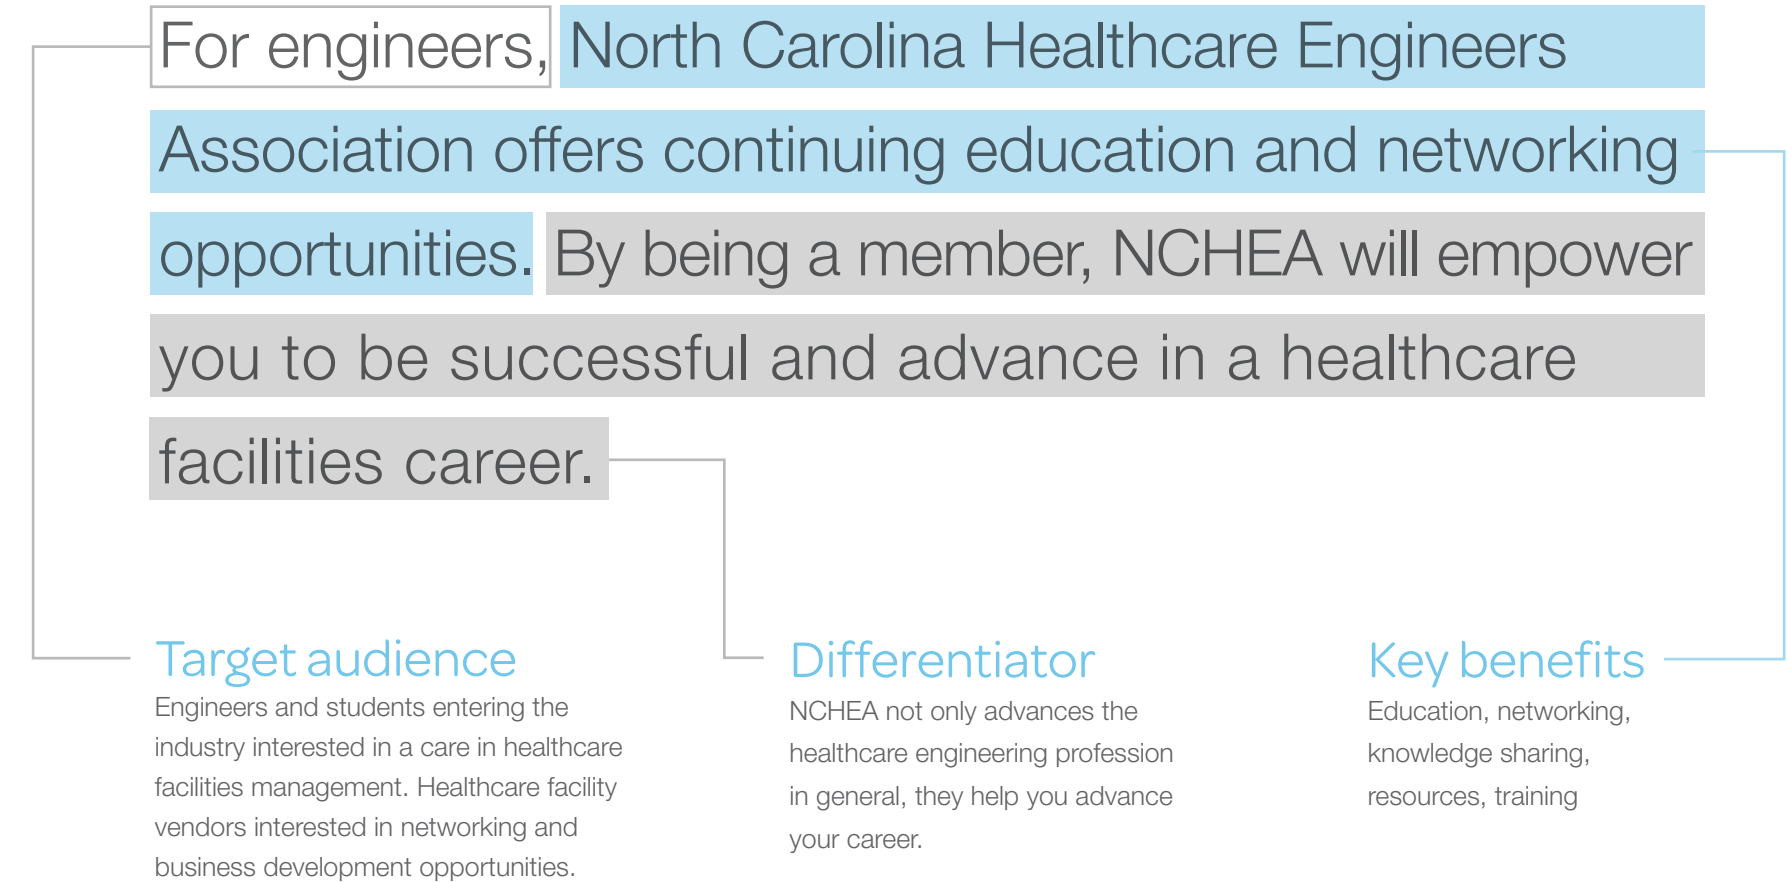 For engineers, North Carolina Healthcare Engineers
Association offers continuing education and networking
opportunities. By being a member, NCHEA will empower
you to be successful and advance in a healthcare
facilities career.
Target audience
Engineers and students entering the
industry interested in a care in healthcare
facilities management. Healthcare facility
vendors interested in networking and
business development opportunities.
Differentiator
NCHEA not only advances the
healthcare engineering profession
in general, they help you advance
your career.
Key benefits
Education, networking,
knowledge sharing,
resources, training